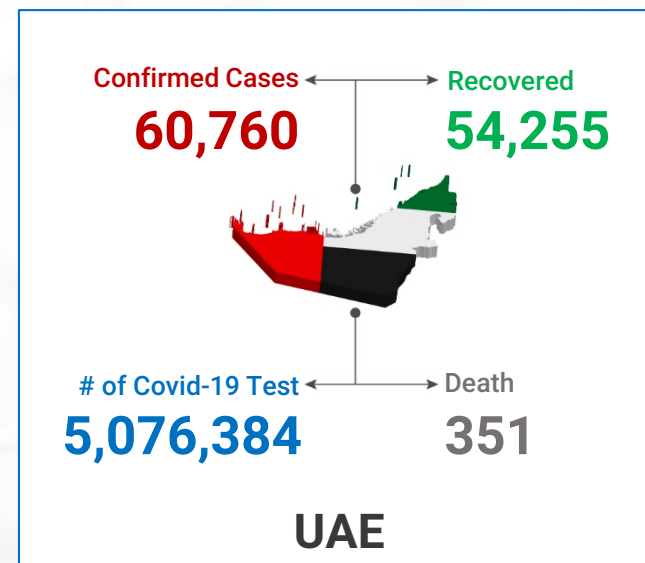 Confirmed Cases
60,760
Recovered
54,255
# of Covid-19 Test
5,076,384
Death
351
UAE